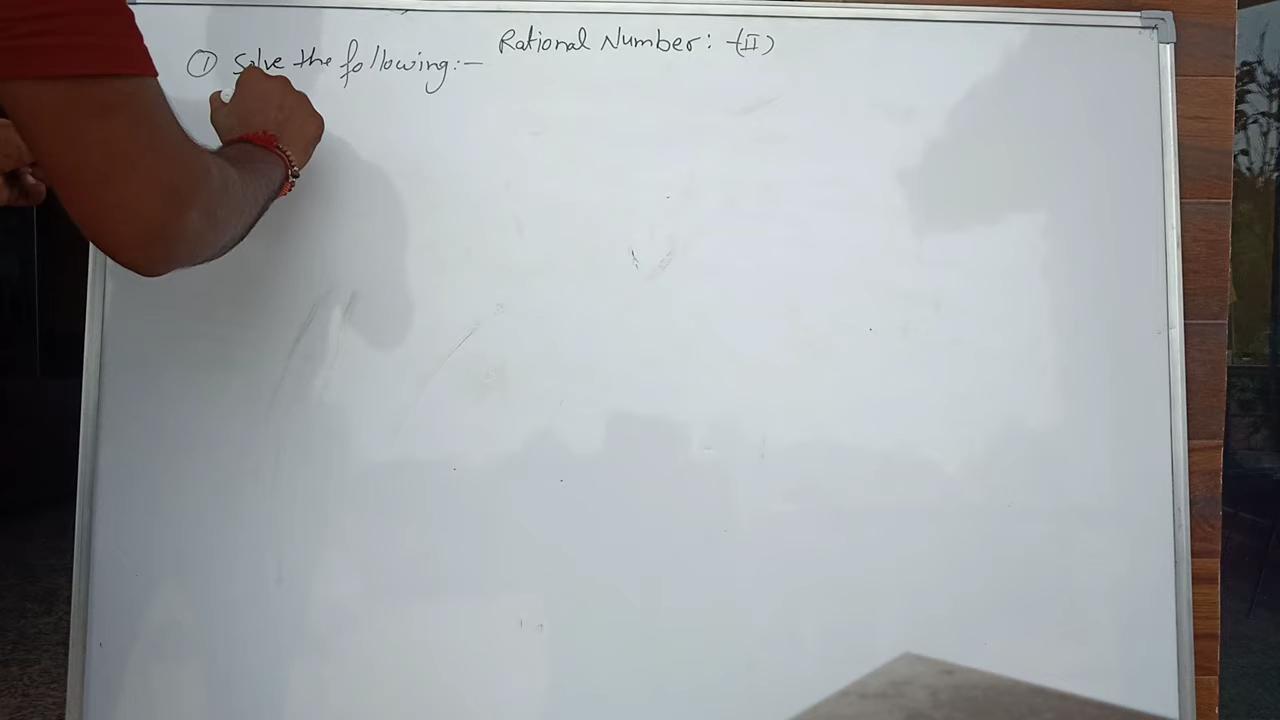 Rational Number: -(II)
① Solve the following:-